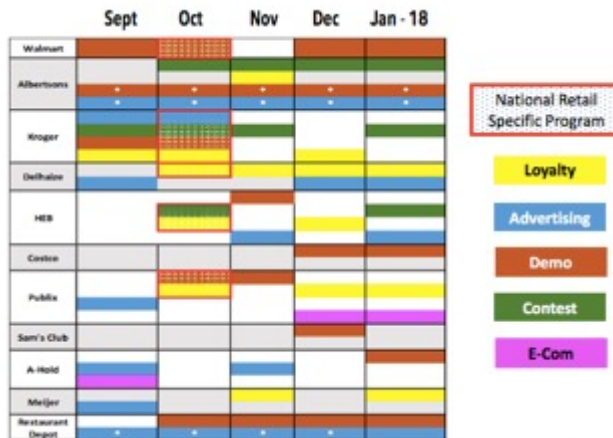 Sept Oct Nov Dec Jan - 18
Walmart
Albertsons
Kroger
Delhaize
HEB
Costco
Publix
Sam's Club
A-Hold
Meijer
Restaurant
Depot
National Retail
Specific Program
Loyalty
Advertising
Demo
Contest
E-Com